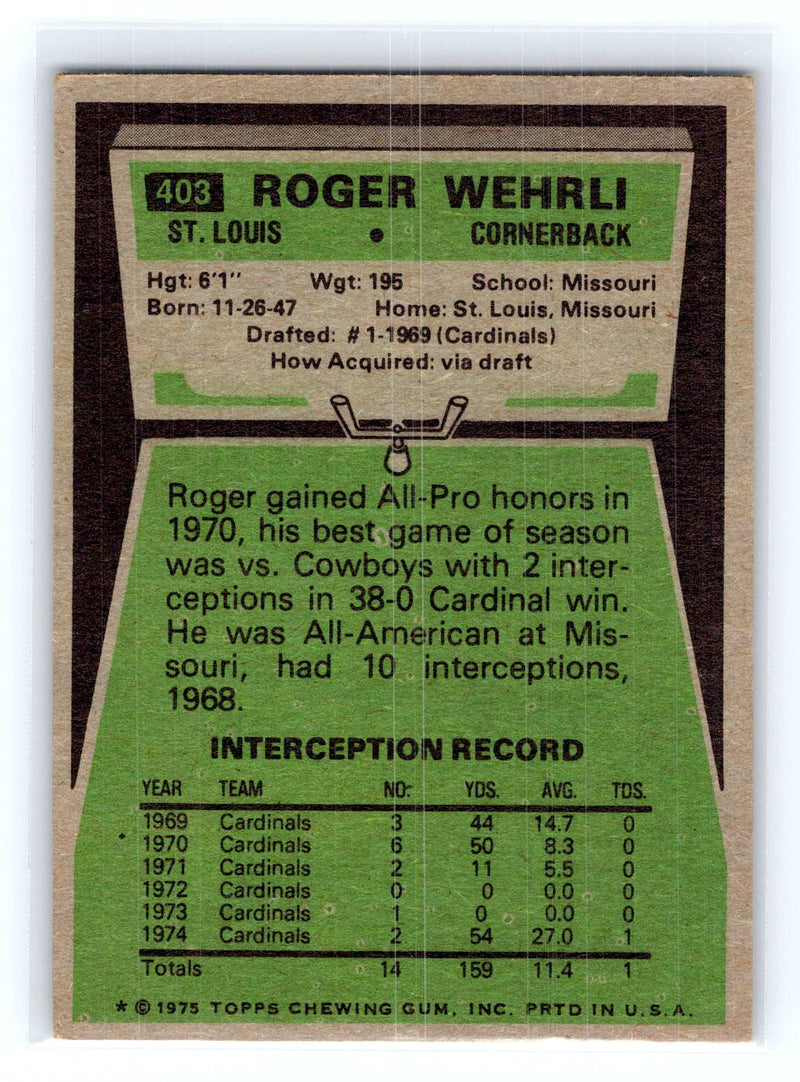 403 ROGER WEHRLI
ST. LOUIS • CORNERBACK
Hgt: 6'1" Wgt: 195 School: Missouri
Born: 11-26-47 Home: St. Louis, Missouri
Drafted: #1-1969 (Cardinals)
How Acquired: via draft
Roger gained All-Pro honors in
1970, his best game of season
was vs. Cowboys with 2 inter-
ceptions in 38-0 Cardinal win.
He was All-American at Mis-
souri, had 10 interceptions,
1968.
INTERCEPTION RECORD
YEAR TEAM NO. YDS. AVG. TDS.
1969 Cardinals 3 44 14.7 0
1970 Cardinals 6 50 8.3 0
1971 Cardinals 2 11 5.5 0
1972 Cardinals 0 0 0.0 0
1973 Cardinals 1 0 0.0 0
1974 Cardinals 2 54 27.0 1
Totals 14 159 11.4 1
* © 1975 TOPPS CHEWING GUM, INC. PRTD IN U.S.A.